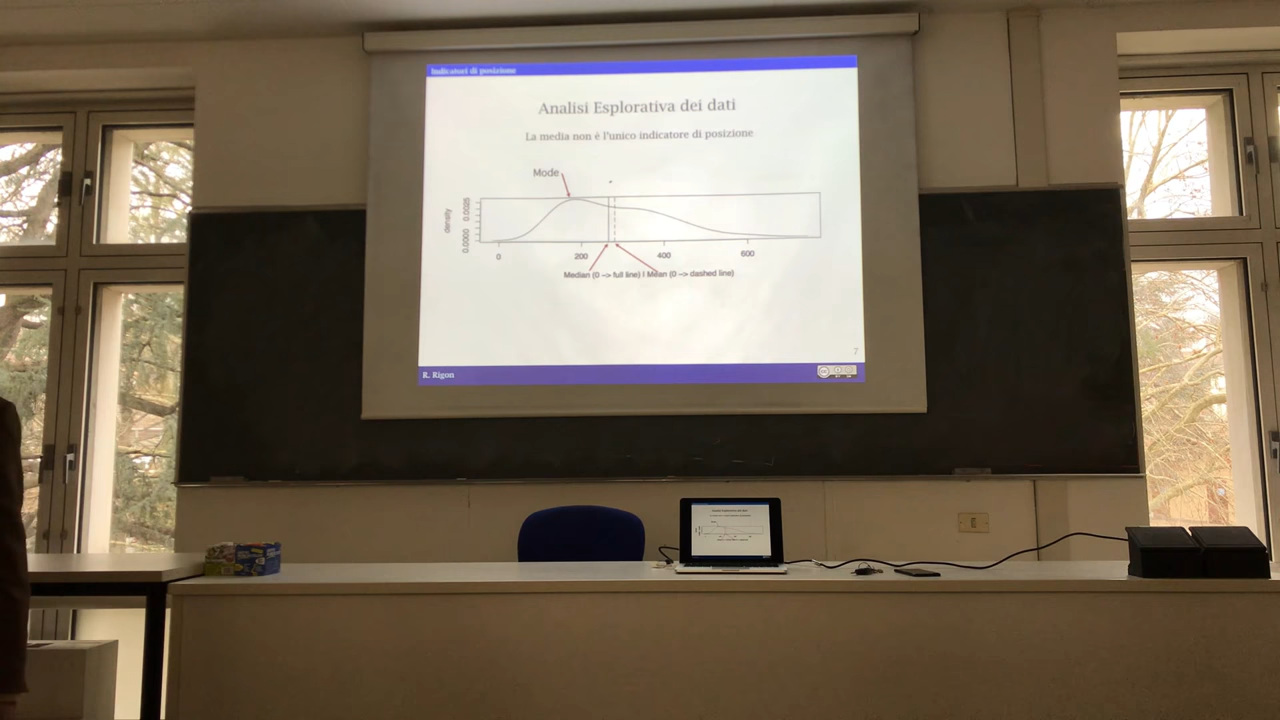 Indicatori di posizione
Analisi Esplorativa dei dati
La media non è l'unico indicatore di posizione
Mode
density
0.0000 0.0025
0 200 400 600
Median (0 -> full line) | Mean (0 -> dashed line)
7
R. Rigon